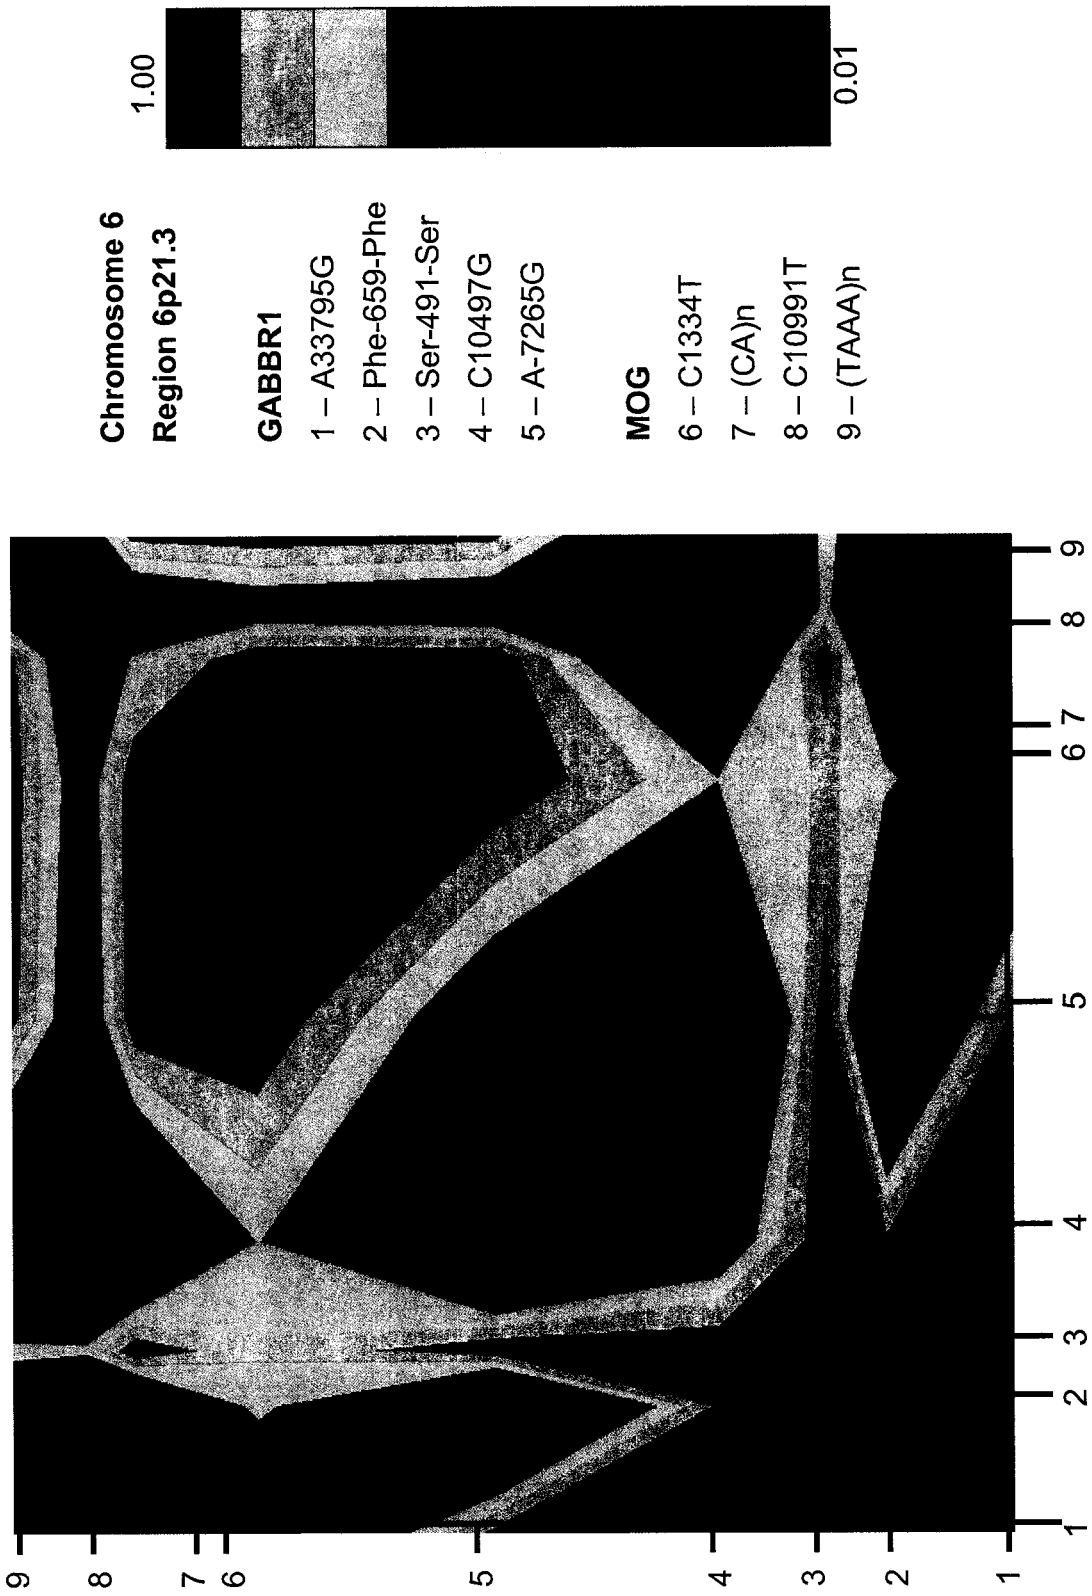 1.00
0.01
Chromosome 6
Region 6p21.3
GABBR1
1 – A33795G
2 – Phe-659-Phe
3 – Ser-491-Ser
4 – C10497G
5 – A-7265G
MOG
6 – C1334T
7 – (CA)n
8 – C10991T
9 – (TAAA)n
9
8
7
6
5
4
3
2
1
1
2
3
4
5
6
7
8
9